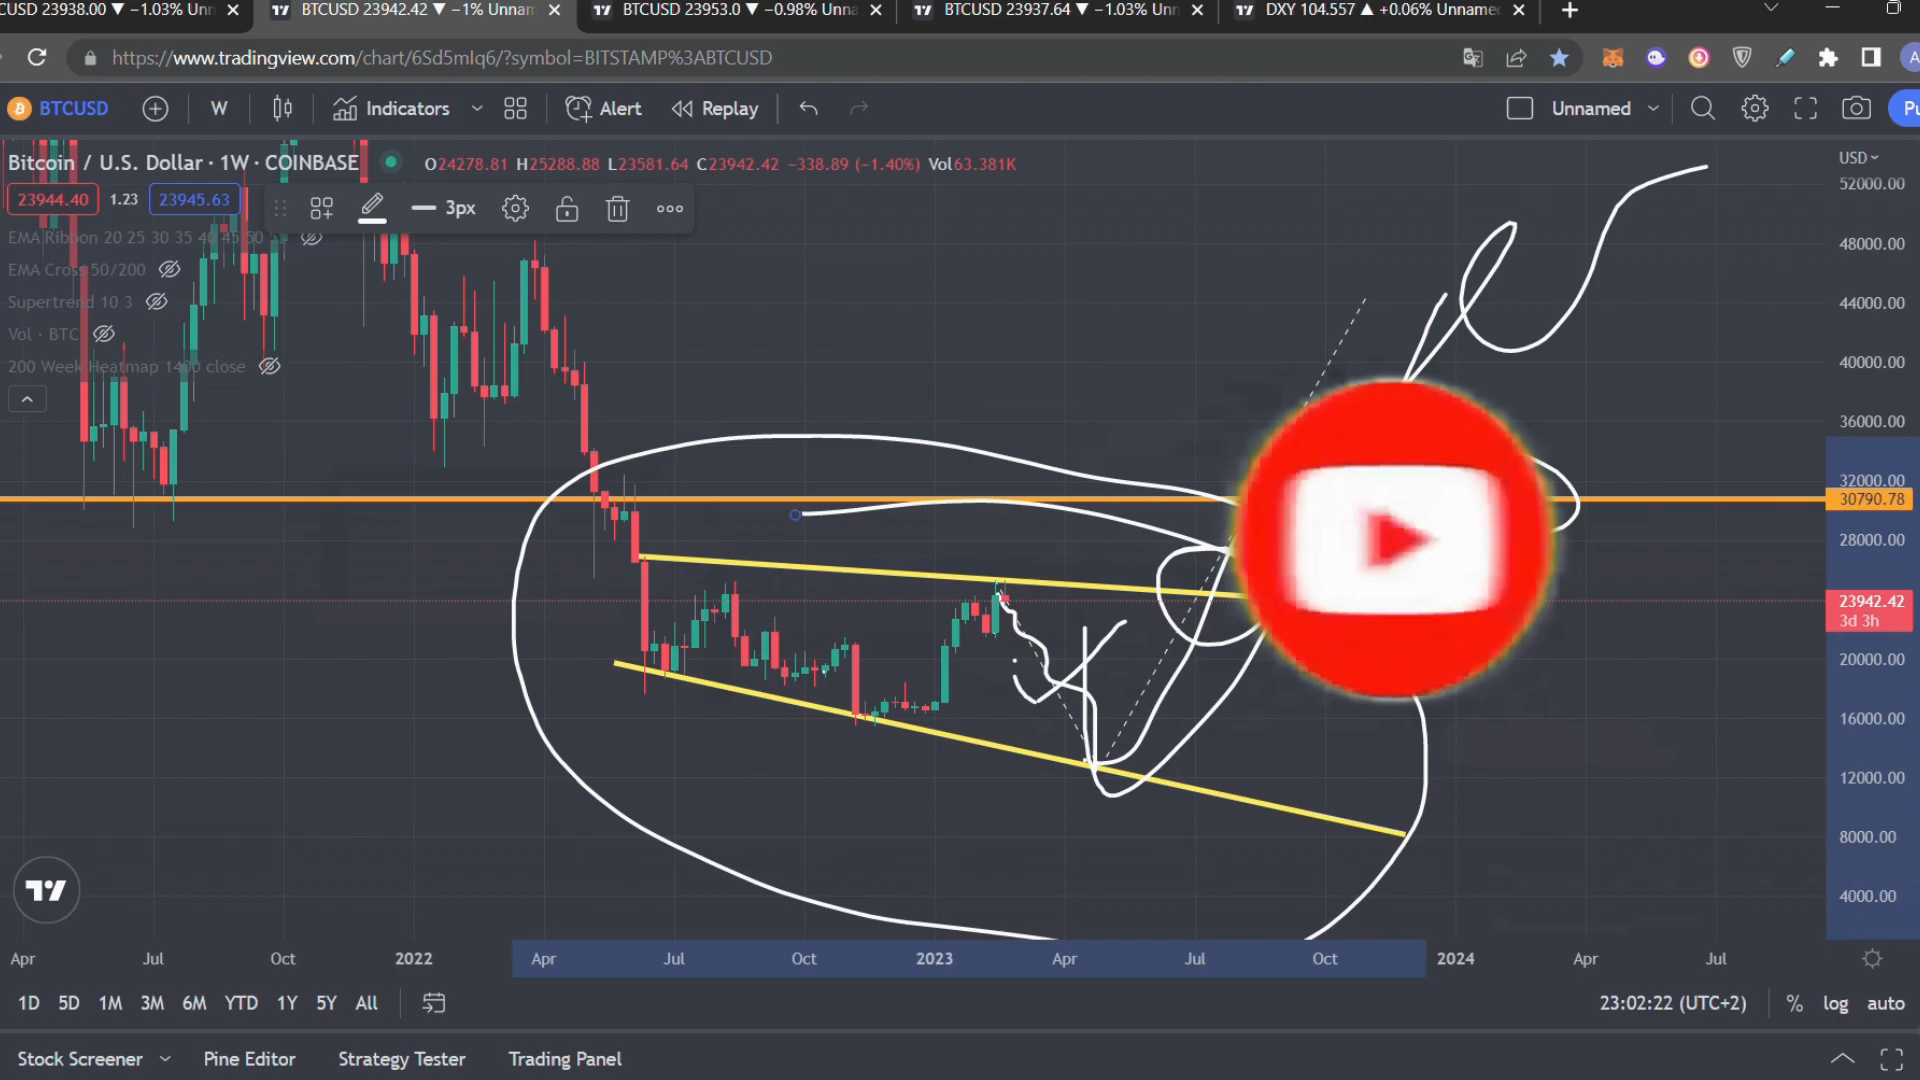 CUSD 23938.00 ▼ −1.03% Unn
BTCUSD 23942.42 ▼ −1% Unnam
BTCUSD 23953.0 ▼ −0.98% Unna
BTCUSD 23937.64 ▼ −1.03% Unn
DXY 104.557 ▲ +0.06% Unname
https://www.tradingview.com/chart/6Sd5mIq6/?symbol=BITSTAMP%3ABTCUSD
BTCUSD W Indicators Alert Replay Unnamed Pu
Bitcoin / U.S. Dollar · 1W · COINBASE O24278.81 H25288.88 L23581.64 C23942.42 −338.89 (−1.40%) Vol63.381K
USD
23944.40 1.23 23945.63 3px
EMA Ribbon 20 25 30 35 40 45 50
EMA Cross 50/200
Supertrend 10 3
Vol · BTC
200 Week Heatmap 1400 close
52000.00
48000.00
44000.00
40000.00
36000.00
32000.00
30790.78
28000.00
23942.42
3d 3h
20000.00
16000.00
12000.00
8000.00
4000.00
Apr Jul Oct 2022 Apr Jul Oct 2023 Apr Jul Oct 2024 Apr Jul
1D 5D 1M 3M 6M YTD 1Y 5Y All 23:02:22 (UTC+2) % log auto
Stock Screener Pine Editor Strategy Tester Trading Panel